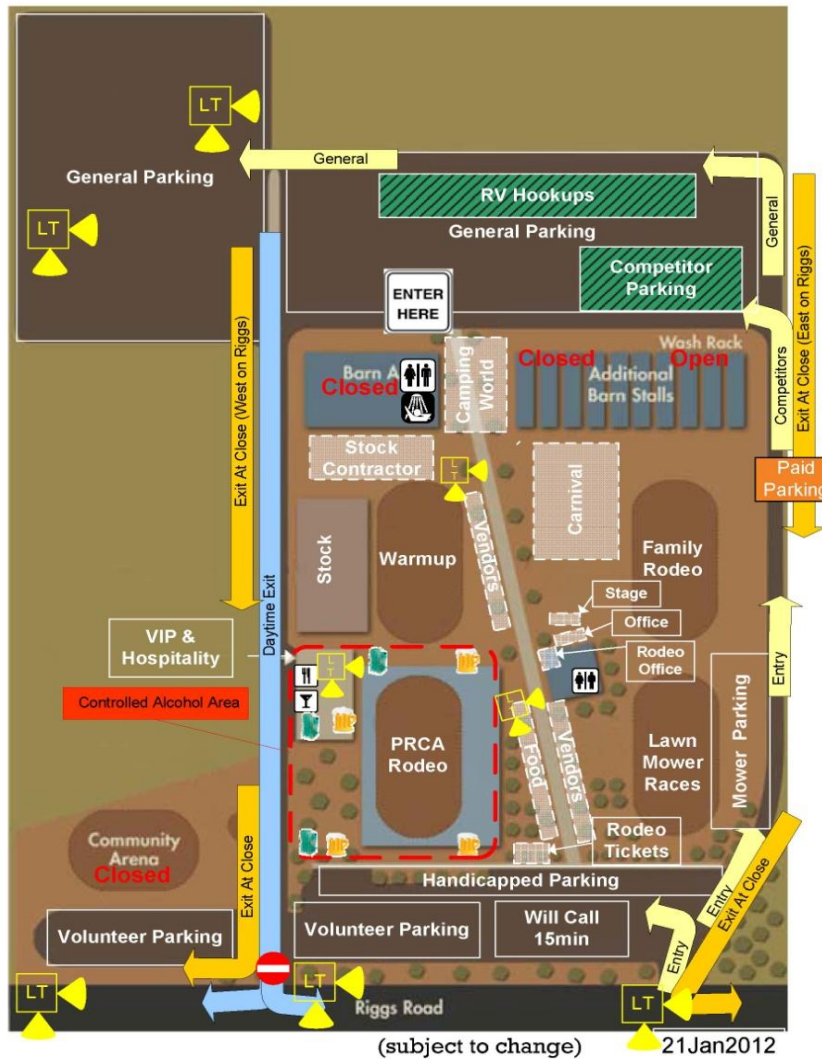 LT
General Parking
LT
General
RV Hookups
General Parking
Competitor
Parking
General
ENTER
HERE
Wash Rack
Barn A
Closed
Camping
World
Closed
Open
Additional
Barn Stalls
Competitors
Exit At Close (East on Riggs)
Paid
Parking
Exit At Close (West on Riggs)
Daytime Exit
Stock
Contractor
LT
Carnival
Vendors
Stock
Warmup
Family
Rodeo
Stage
Office
Rodeo
Office
VIP &
Hospitality
LT
Controlled Alcohol Area
PRCA
Rodeo
LT
Food
Vendors
Lawn
Mower
Races
Mower Parking
Entry
Rodeo
Tickets
Community
Arena
Closed
Exit At Close
Handicapped Parking
Volunteer Parking
Volunteer Parking
Will Call
15min
Entry
Entry
Exit At Close
LT
LT
LT
Riggs Road
(subject to change)
21Jan2012